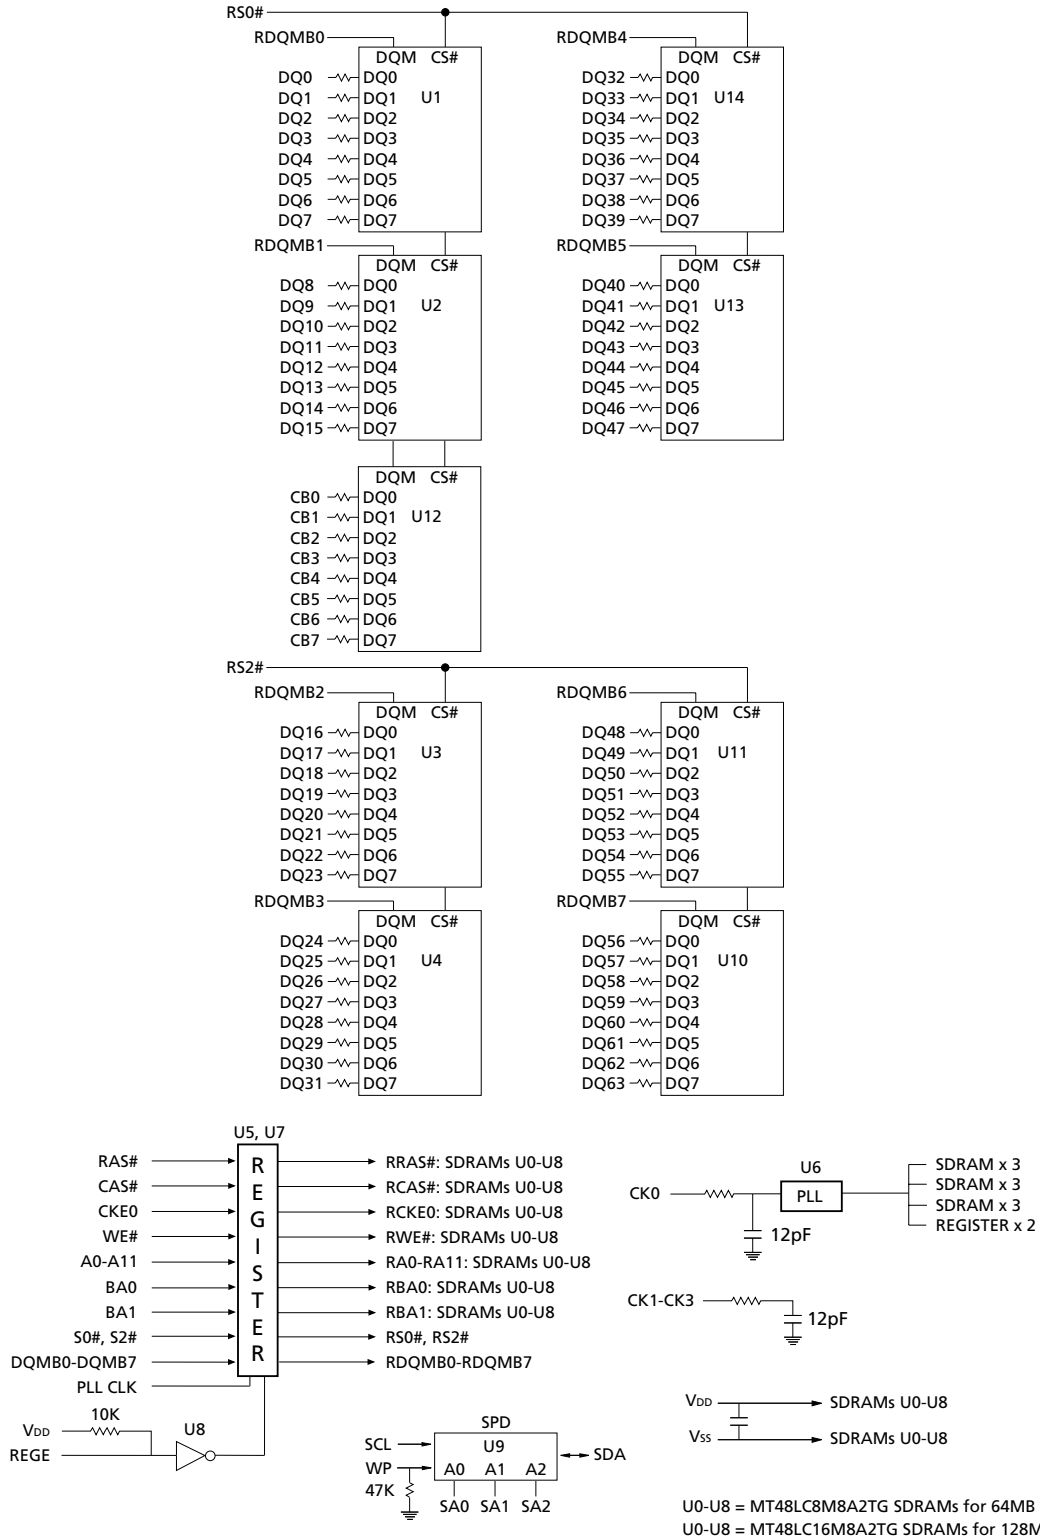 RS0#
RDQMB0 RDQMB4
DQM CS# DQM CS#
DQ0 DQ0 DQ32 DQ0
DQ1 DQ1 U1 DQ33 DQ1 U14
DQ2 DQ2 DQ34 DQ2
DQ3 DQ3 DQ35 DQ3
DQ4 DQ4 DQ36 DQ4
DQ5 DQ5 DQ37 DQ5
DQ6 DQ6 DQ38 DQ6
DQ7 DQ7 DQ39 DQ7
RDQMB1 RDQMB5
DQM CS# DQM CS#
DQ8 DQ0 DQ40 DQ0
DQ9 DQ1 U2 DQ41 DQ1 U13
DQ10 DQ2 DQ42 DQ2
DQ11 DQ3 DQ43 DQ3
DQ12 DQ4 DQ44 DQ4
DQ13 DQ5 DQ45 DQ5
DQ14 DQ6 DQ46 DQ6
DQ15 DQ7 DQ47 DQ7
DQM CS#
CB0 DQ0
CB1 DQ1 U12
CB2 DQ2
CB3 DQ3
CB4 DQ4
CB5 DQ5
CB6 DQ6
CB7 DQ7
RS2#
RDQMB2 RDQMB6
DQM CS# DQM CS#
DQ16 DQ0 DQ48 DQ0
DQ17 DQ1 U3 DQ49 DQ1 U11
DQ18 DQ2 DQ50 DQ2
DQ19 DQ3 DQ51 DQ3
DQ20 DQ4 DQ52 DQ4
DQ21 DQ5 DQ53 DQ5
DQ22 DQ6 DQ54 DQ6
DQ23 DQ7 DQ55 DQ7
RDQMB3 RDQMB7
DQM CS# DQM CS#
DQ24 DQ0 DQ56 DQ0
DQ25 DQ1 U4 DQ57 DQ1 U10
DQ26 DQ2 DQ58 DQ2
DQ27 DQ3 DQ59 DQ3
DQ28 DQ4 DQ60 DQ4
DQ29 DQ5 DQ61 DQ5
DQ30 DQ6 DQ62 DQ6
DQ31 DQ7 DQ63 DQ7
U5, U7
REGISTER
RAS# RRAS#: SDRAMs U0-U8
CAS# RCAS#: SDRAMs U0-U8
CKE0 RCKE0: SDRAMs U0-U8
WE# RWE#: SDRAMs U0-U8
A0-A11 RA0-RA11: SDRAMs U0-U8
BA0 RBA0: SDRAMs U0-U8
BA1 RBA1: SDRAMs U0-U8
S0#, S2# RS0#, RS2#
DQMB0-DQMB7 RDQMB0-RDQMB7
PLL CLK
10K
VDD U8
REGE
U6
CK0 PLL
12pF
SDRAM x 3
SDRAM x 3
SDRAM x 3
REGISTER x 2
CK1-CK3
12pF
SPD
SCL U9 SDA
WP A0 A1 A2
47K
SA0 SA1 SA2
VDD SDRAMs U0-U8
Vss SDRAMs U0-U8
U0-U8 = MT48LC8M8A2TG SDRAMs for 64MB
U0-U8 = MT48LC16M8A2TG SDRAMs for 128M